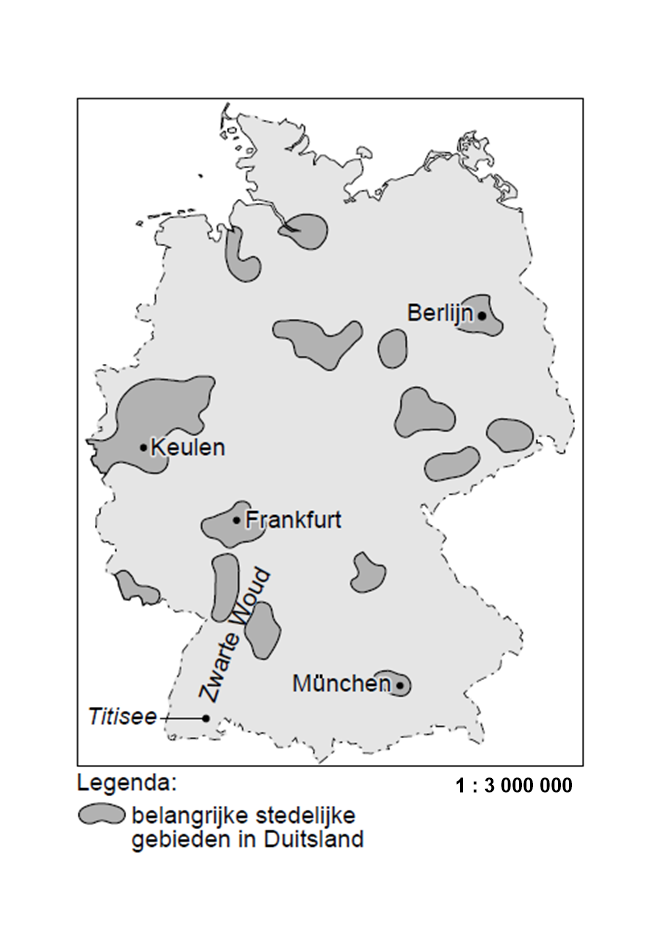 Berlijn
Keulen
Frankfurt
Zwarte Woud
München
Titisee
Legenda:
1 : 3 000 000
belangrijke stedelijke
gebieden in Duitsland